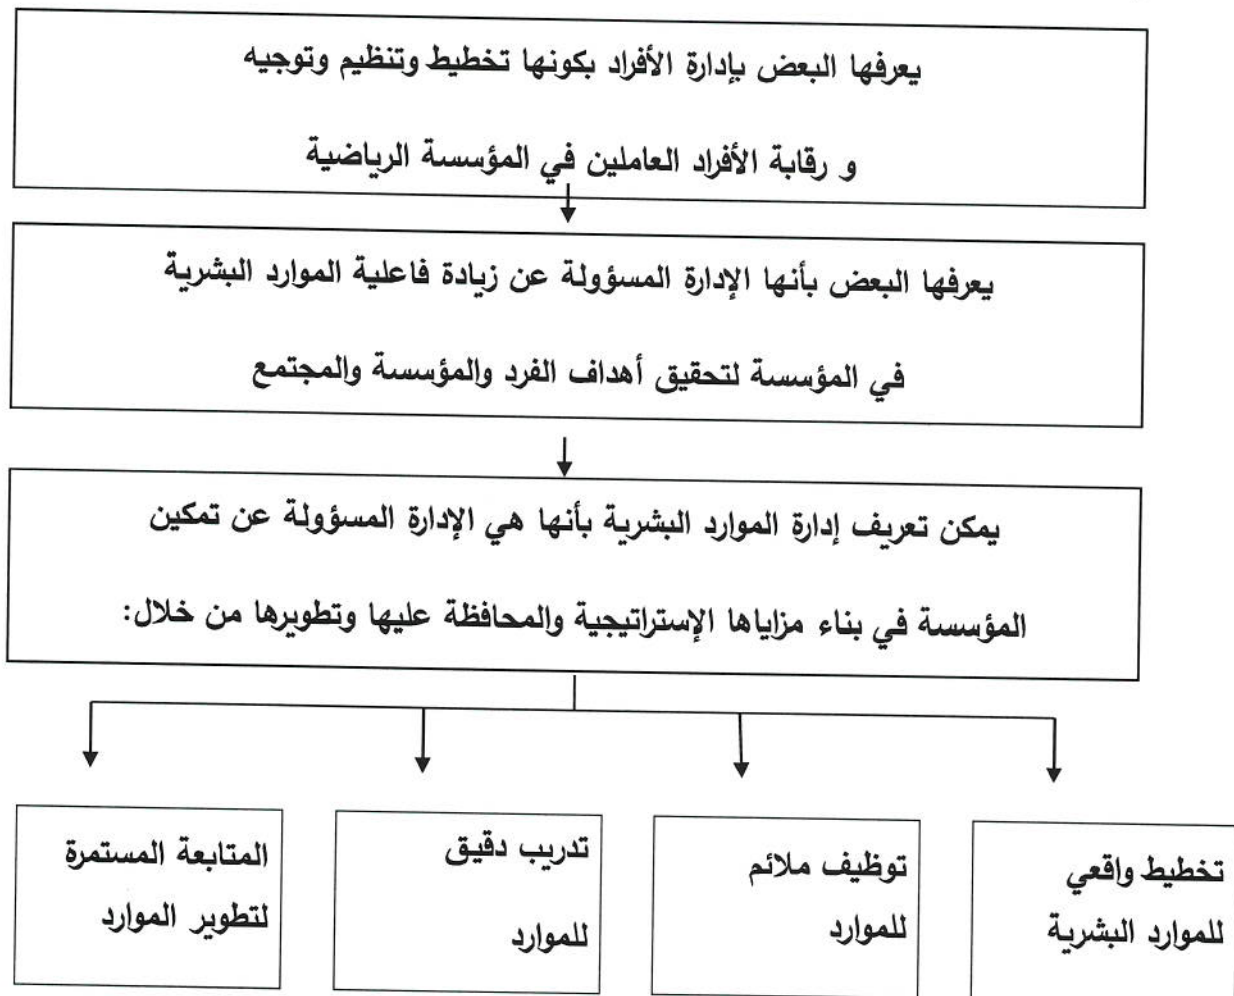 يعرفها البعض بإدارة الأفراد بكونها تخطيط وتنظيم وتوجيه
و رقابة الأفراد العاملين في المؤسسة الرياضية
يعرفها البعض بأنها الإدارة المسؤولة عن زيادة فاعلية الموارد البشرية
في المؤسسة لتحقيق أهداف الفرد والمؤسسة والمجتمع
يمكن تعريف إدارة الموارد البشرية بأنها هي الإدارة المسؤولة عن تمكين
المؤسسة في بناء مزاياها الإستراتيجية والمحافظة عليها وتطويرها من خلال:
تخطيط واقعي
للموارد البشرية
توظيف ملائم
للموارد
تدريب دقيق
للموارد
المتابعة المستمرة
لتطوير الموارد